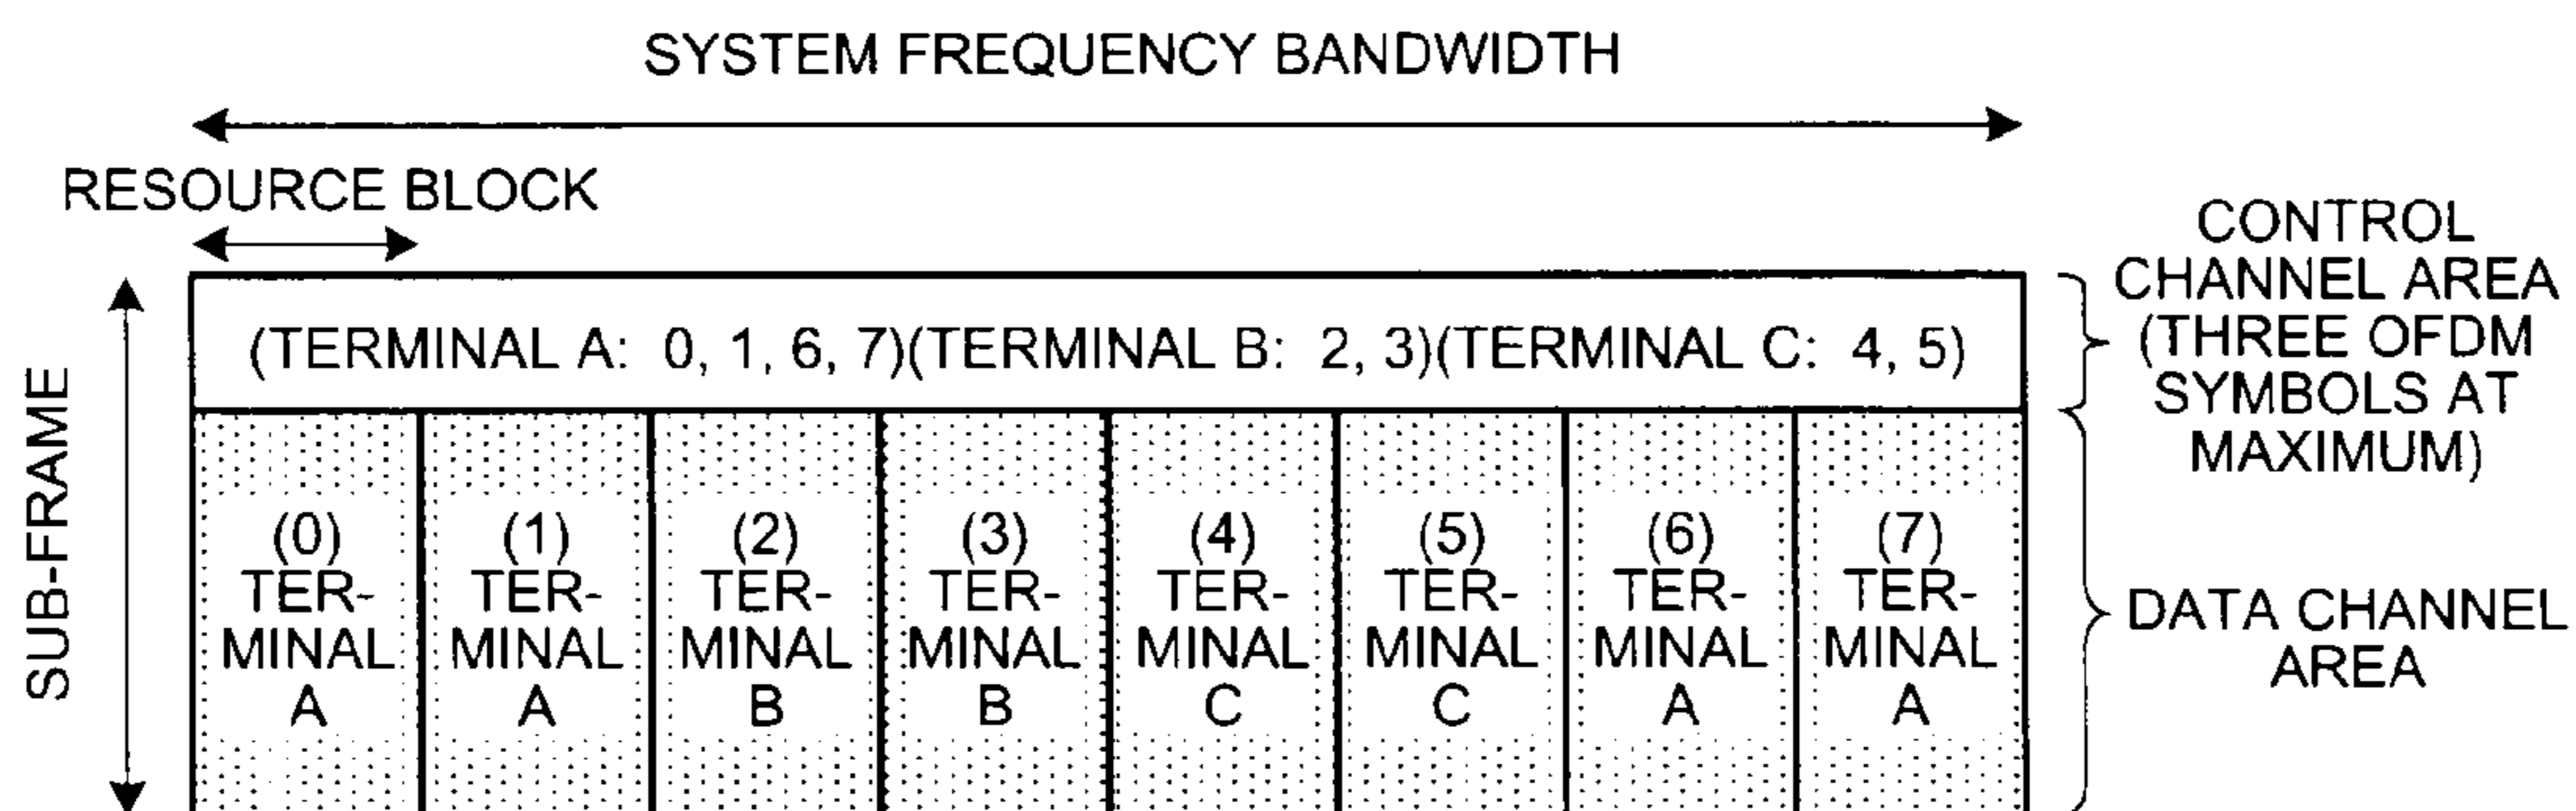 SYSTEM FREQUENCY BANDWIDTH
RESOURCE BLOCK
CONTROL
CHANNEL AREA
(THREE OFDM
SYMBOLS AT
MAXIMUM)
SUB-FRAME
(TERMINAL A: 0, 1, 6, 7)(TERMINAL B: 2, 3)(TERMINAL C: 4, 5)
(0)
TER-
MINAL
A
(1)
TER-
MINAL
A
(2)
TER-
MINAL
B
(3)
TER-
MINAL
B
(4)
TER-
MINAL
C
(5)
TER-
MINAL
C
(6)
TER-
MINAL
A
(7)
TER-
MINAL
A
DATA CHANNEL
AREA